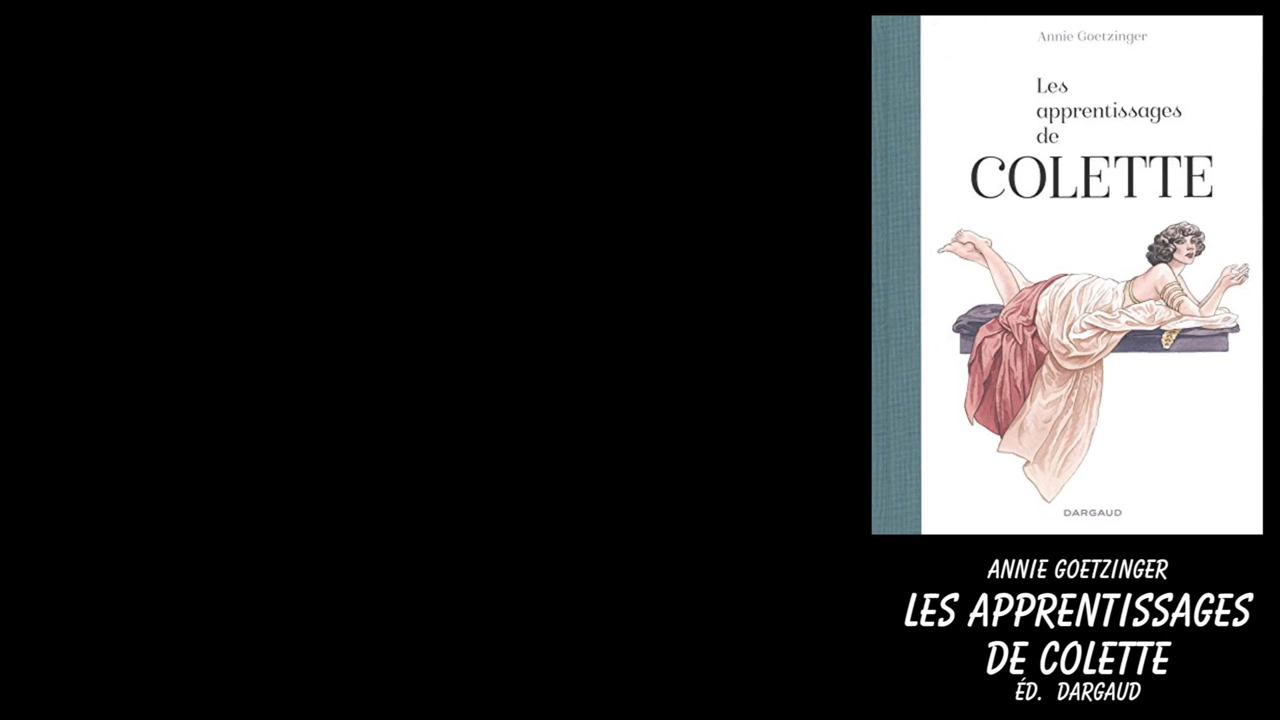 Annie Goetzinger
Les
apprentissages
de
COLETTE
DARGAUD
ANNIE GOETZINGER
LES APPRENTISSAGES
DE COLETTE
ÉD. DARGAUD